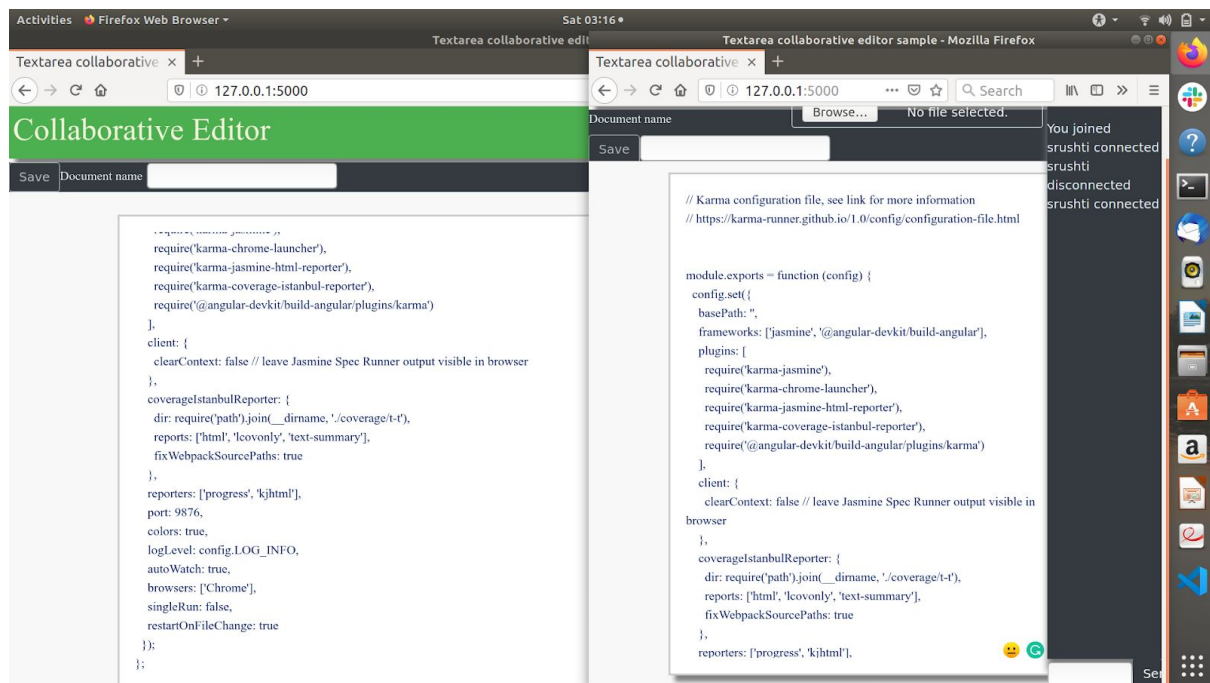 Activities Firefox Web Browser
Sat 03:16
Textarea collaborative edit
Textarea collaborative
127.0.0.1:5000
Collaborative Editor
Save Document name
require('karma-chrome-launcher'),
require('karma-jasmine-html-reporter'),
require('karma-coverage-istanbul-reporter'),
require('@angular-devkit/build-angular/plugins/karma')
],
client: {
clearContext: false // leave Jasmine Spec Runner output visible in browser
},
coverageIstanbulReporter: {
dir: require('path').join(__dirname, './coverage/t-t'),
reports: ['html', 'lcovonly', 'text-summary'],
fixWebpackSourcePaths: true
},
reporters: ['progress', 'kjhtml'],
port: 9876,
colors: true,
logLevel: config.LOG_INFO,
autoWatch: true,
browsers: ['Chrome'],
singleRun: false,
restartOnFileChange: true
});
};
Textarea collaborative editor sample - Mozilla Firefox
Textarea collaborative
127.0.0.1:5000
Search
Document name
Browse... No file selected.
Save
// Karma configuration file, see link for more information
// https://karma-runner.github.io/1.0/config/configuration-file.html
module.exports = function (config) {
config.set({
basePath: '',
frameworks: ['jasmine', '@angular-devkit/build-angular'],
plugins: [
require('karma-jasmine'),
require('karma-chrome-launcher'),
require('karma-jasmine-html-reporter'),
require('karma-coverage-istanbul-reporter'),
require('@angular-devkit/build-angular/plugins/karma')
],
client: {
clearContext: false // leave Jasmine Spec Runner output visible in
browser
},
coverageIstanbulReporter: {
dir: require('path').join(__dirname, './coverage/t-t'),
reports: ['html', 'lcovonly', 'text-summary'],
fixWebpackSourcePaths: true
},
reporters: ['progress', 'kjhtml'],
You joined
srushti connected
srushti
disconnected
srushti connected
Se